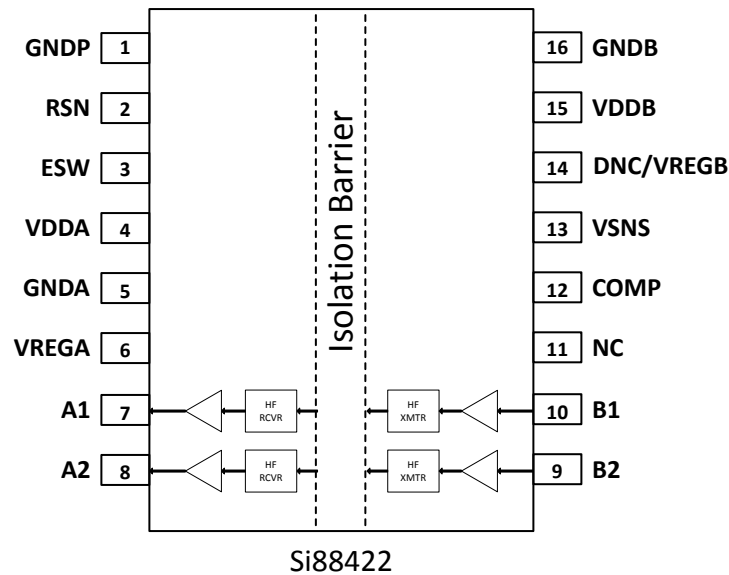 GNDP 1
RSN 2
ESW 3
VDDA 4
GNDA 5
VREGA 6
A1 7
A2 8
HF
RCVR
HF
RCVR
Isolation Barrier
HF
XMTR
HF
XMTR
16 GNDB
15 VDDB
14 DNC/VREGB
13 VSNS
12 COMP
11 NC
10 B1
9 B2
Si88422